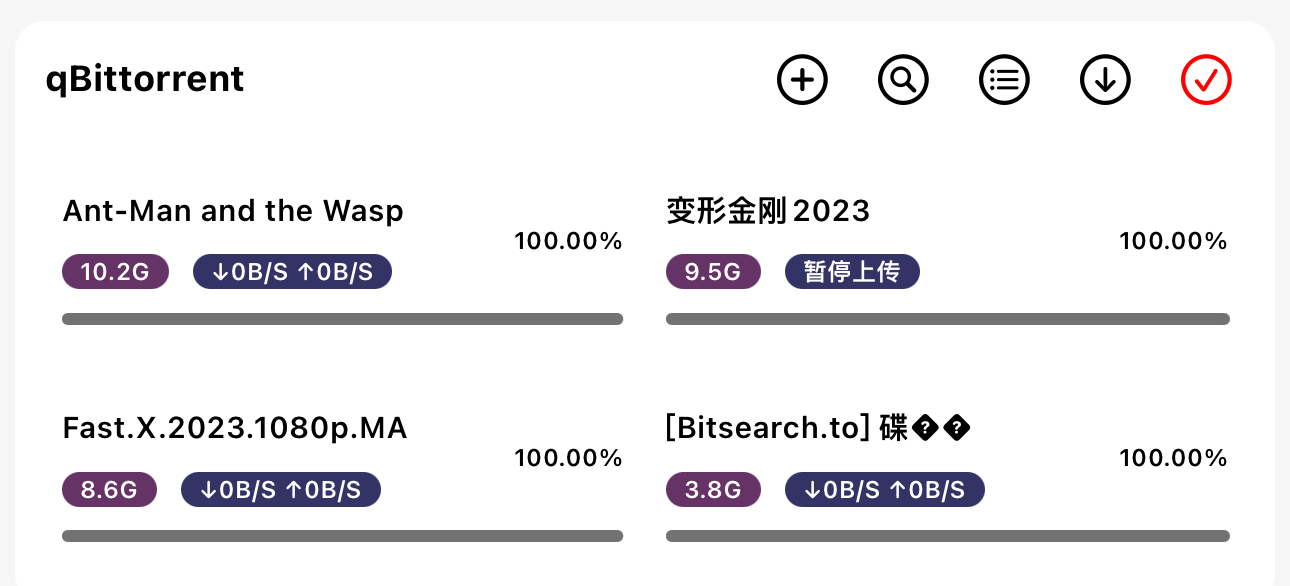 qBittorrent
Ant-Man and the Wasp
100.00%
10.2G ↓0B/S ↑0B/S
变形金刚2023
100.00%
9.5G 暂停上传
Fast.X.2023.1080p.MA
100.00%
8.6G ↓0B/S ↑0B/S
[Bitsearch.to] 碟��
100.00%
3.8G ↓0B/S ↑0B/S